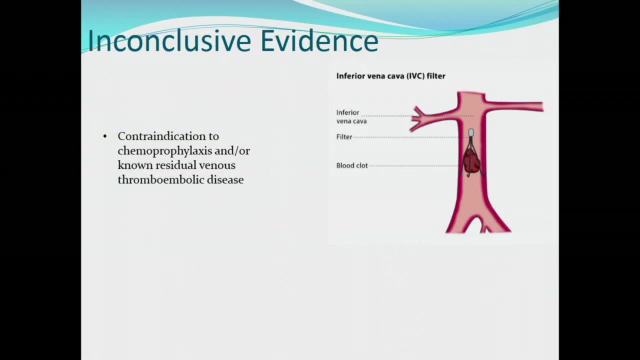 Inconclusive Evidence
Inferior vena cava (IVC) filter
• Contraindication to
chemoprophylaxis and/or
known residual venous
thromboembolic disease
Inferior
vena cava
Filter
Blood clot